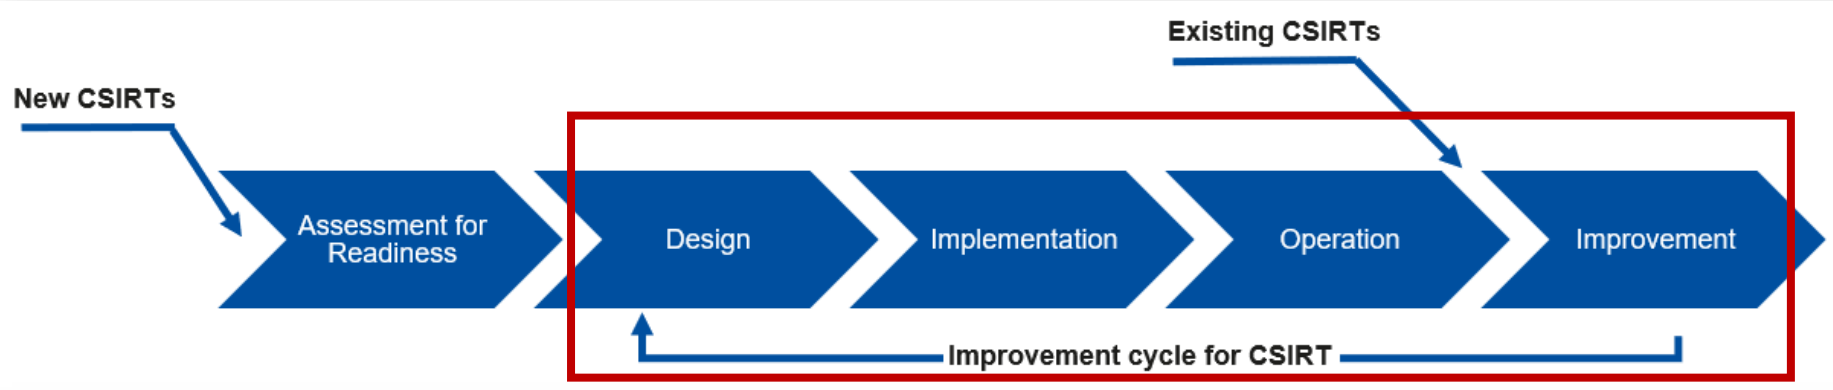 Existing CSIRTs
New CSIRTs
Assessment for
Readiness
Design
Implementation
Operation
Improvement
Improvement cycle for CSIRT